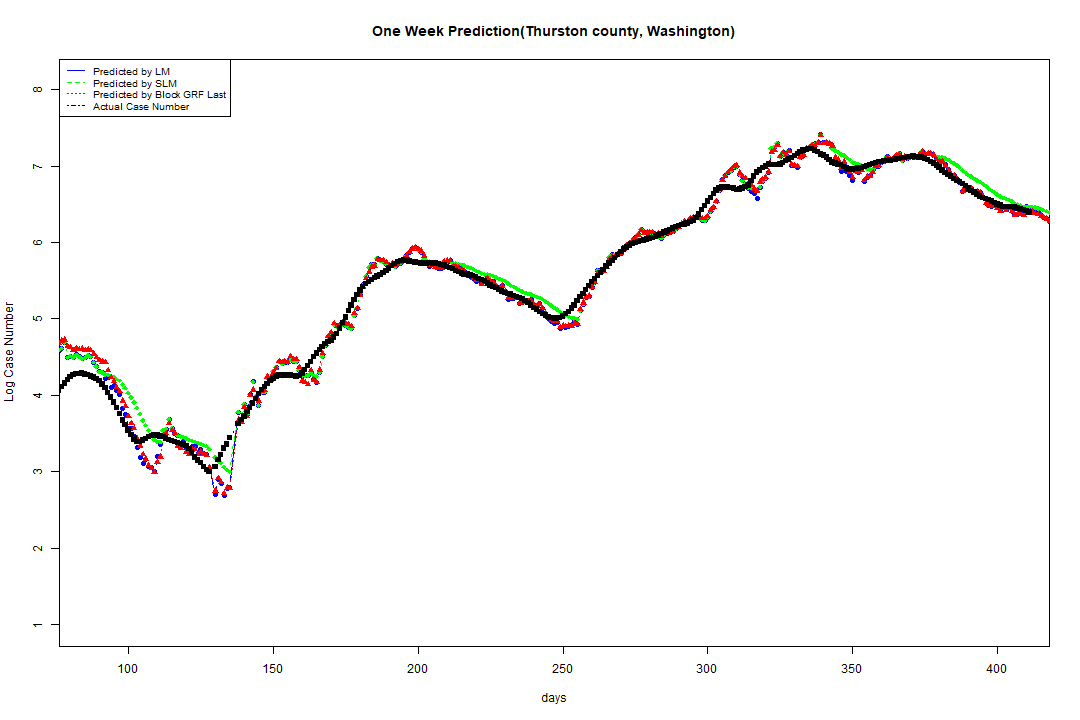 One Week Prediction(Thurston county, Washington)
Predicted by LM
Predicted by SLM
Predicted by Block GRF Last
Actual Case Number
8
7
6
5
4
3
2
1
Log Case Number
100 150 200 250 300 350 400
days